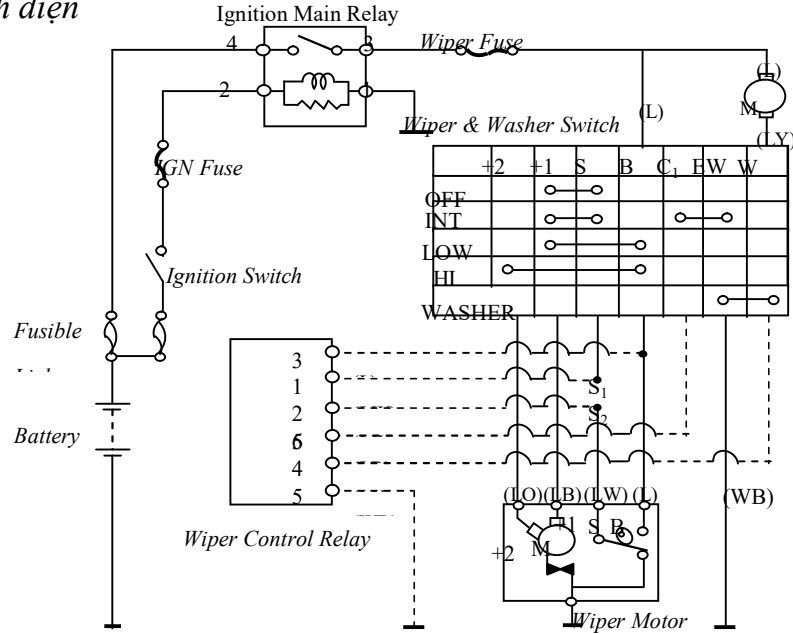 h điện
Ignition Main Relay
4
3
Wiper Fuse
2
1
(L)
M
(L)
(LY)
Wiper & Washer Switch
IGN Fuse
+2 +1 S B C1 EW W
OFF
INT
LOW
HI
WASHER
Ignition Switch
Fusible
3
1
S1
2
S2
Battery
6
4
5
(LO) (LB) (LW) (L)
(WB)
Wiper Control Relay
+1 S B
+2
M
Wiper Motor